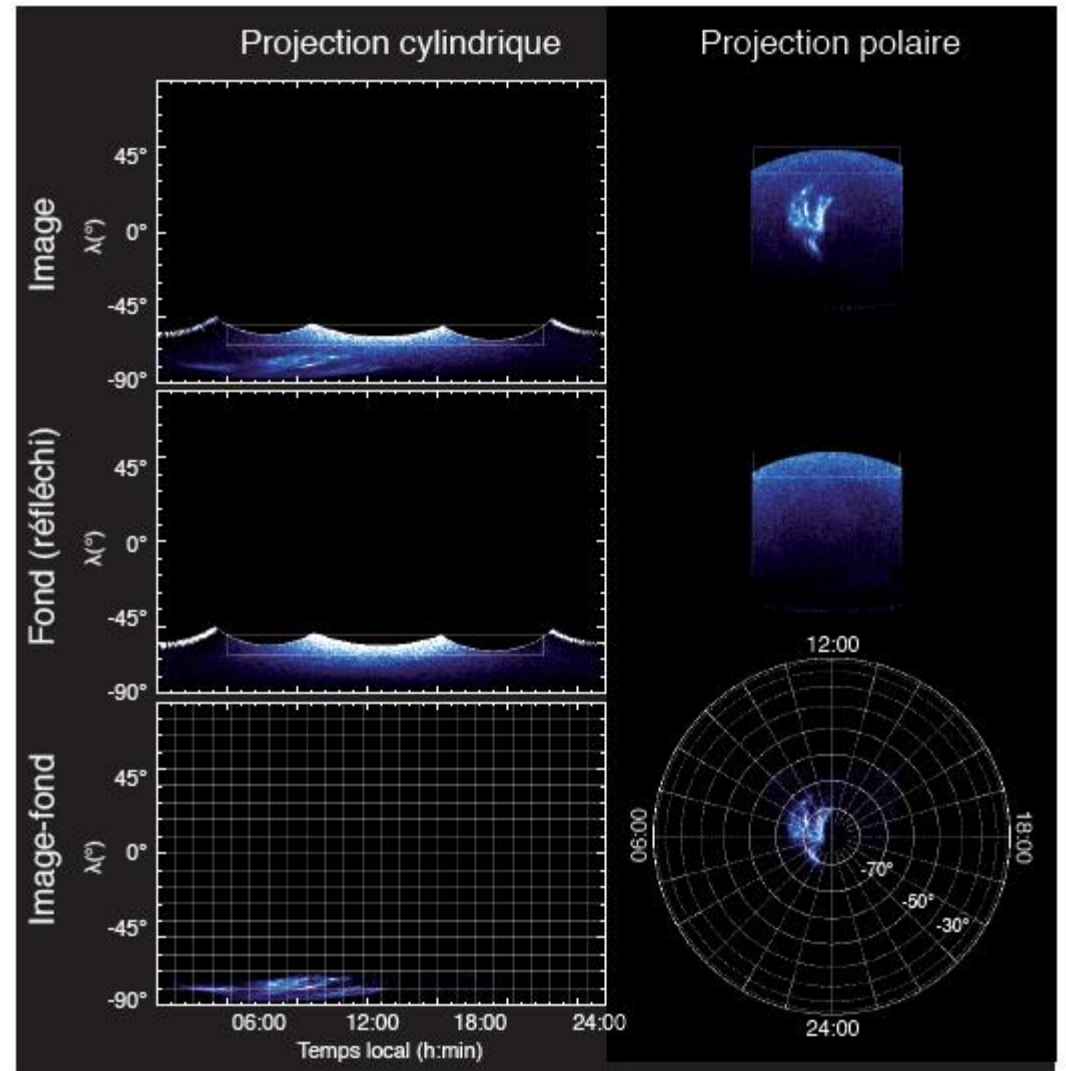 Projection cylindrique
Projection polaire
Image
λ(°)
45°
0°
-45°
-90°
Fond (réfléchi)
λ(°)
45°
0°
-45°
-90°
Image-fond
λ(°)
45°
0°
-45°
-90°
06:00
12:00
18:00
24:00
Temps local (h:min)
12:00
06:00
18:00
-70°
-50°
-30°
24:00